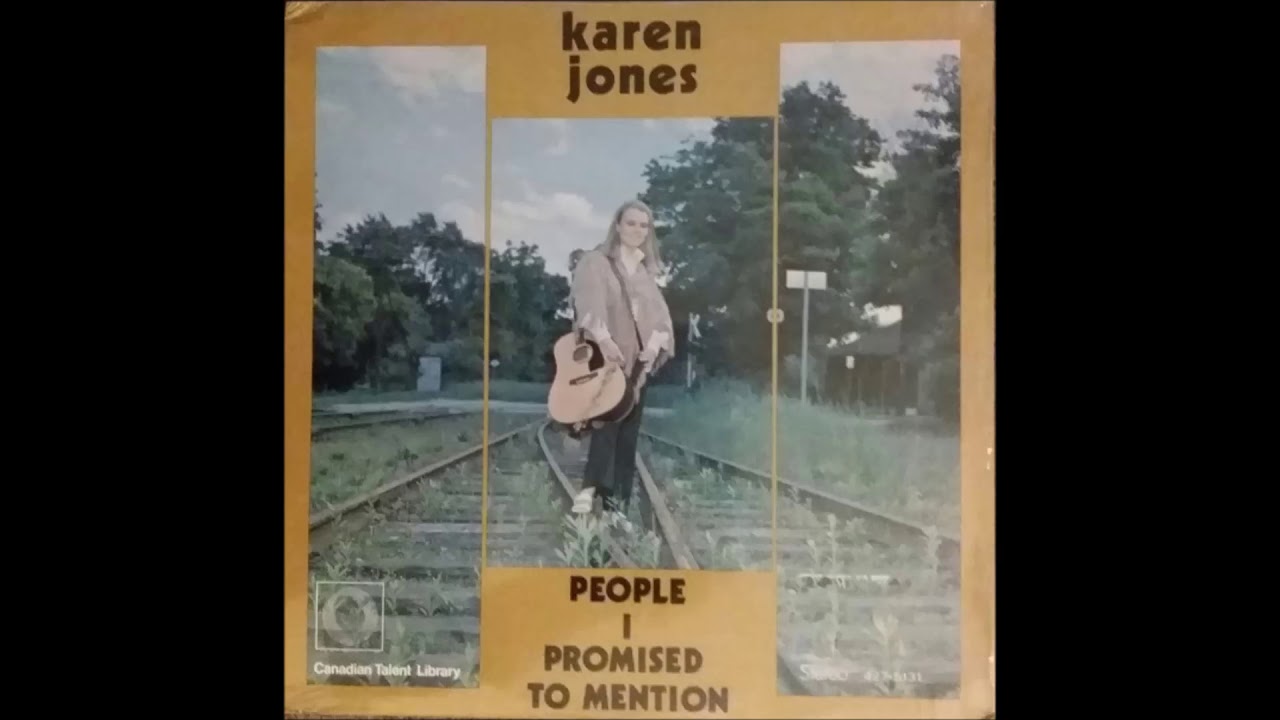 karen
jones
PEOPLE
I
PROMISED
TO MENTION
Canadian Talent Library
Stereo